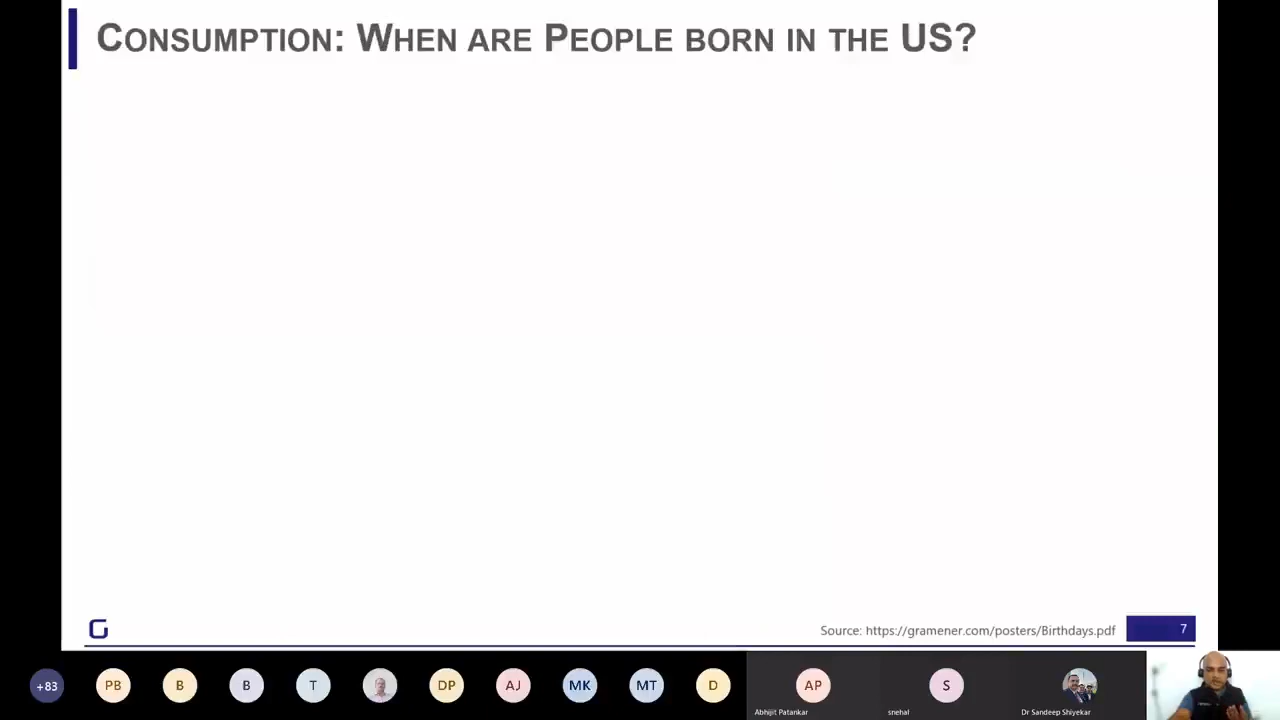 CONSUMPTION: WHEN ARE PEOPLE BORN IN THE US?
G
Source: https://gramener.com/posters/Birthdays.pdf
7
+83
PB
B
B
T
DP
AJ
MK
MT
D
AP
S
Abhijit Patankar
snehal
Dr Sandeep Shiyekar